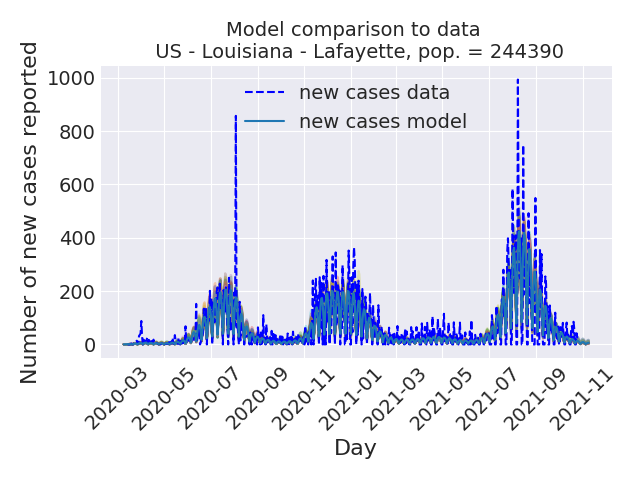 Model comparison to data
US - Louisiana - Lafayette, pop. = 244390
Number of new cases reported
1000
800
600
400
200
0
new cases data
new cases model
2020-03
2020-05
2020-07
2020-09
2020-11
2021-01
2021-03
2021-05
2021-07
2021-09
2021-11
Day